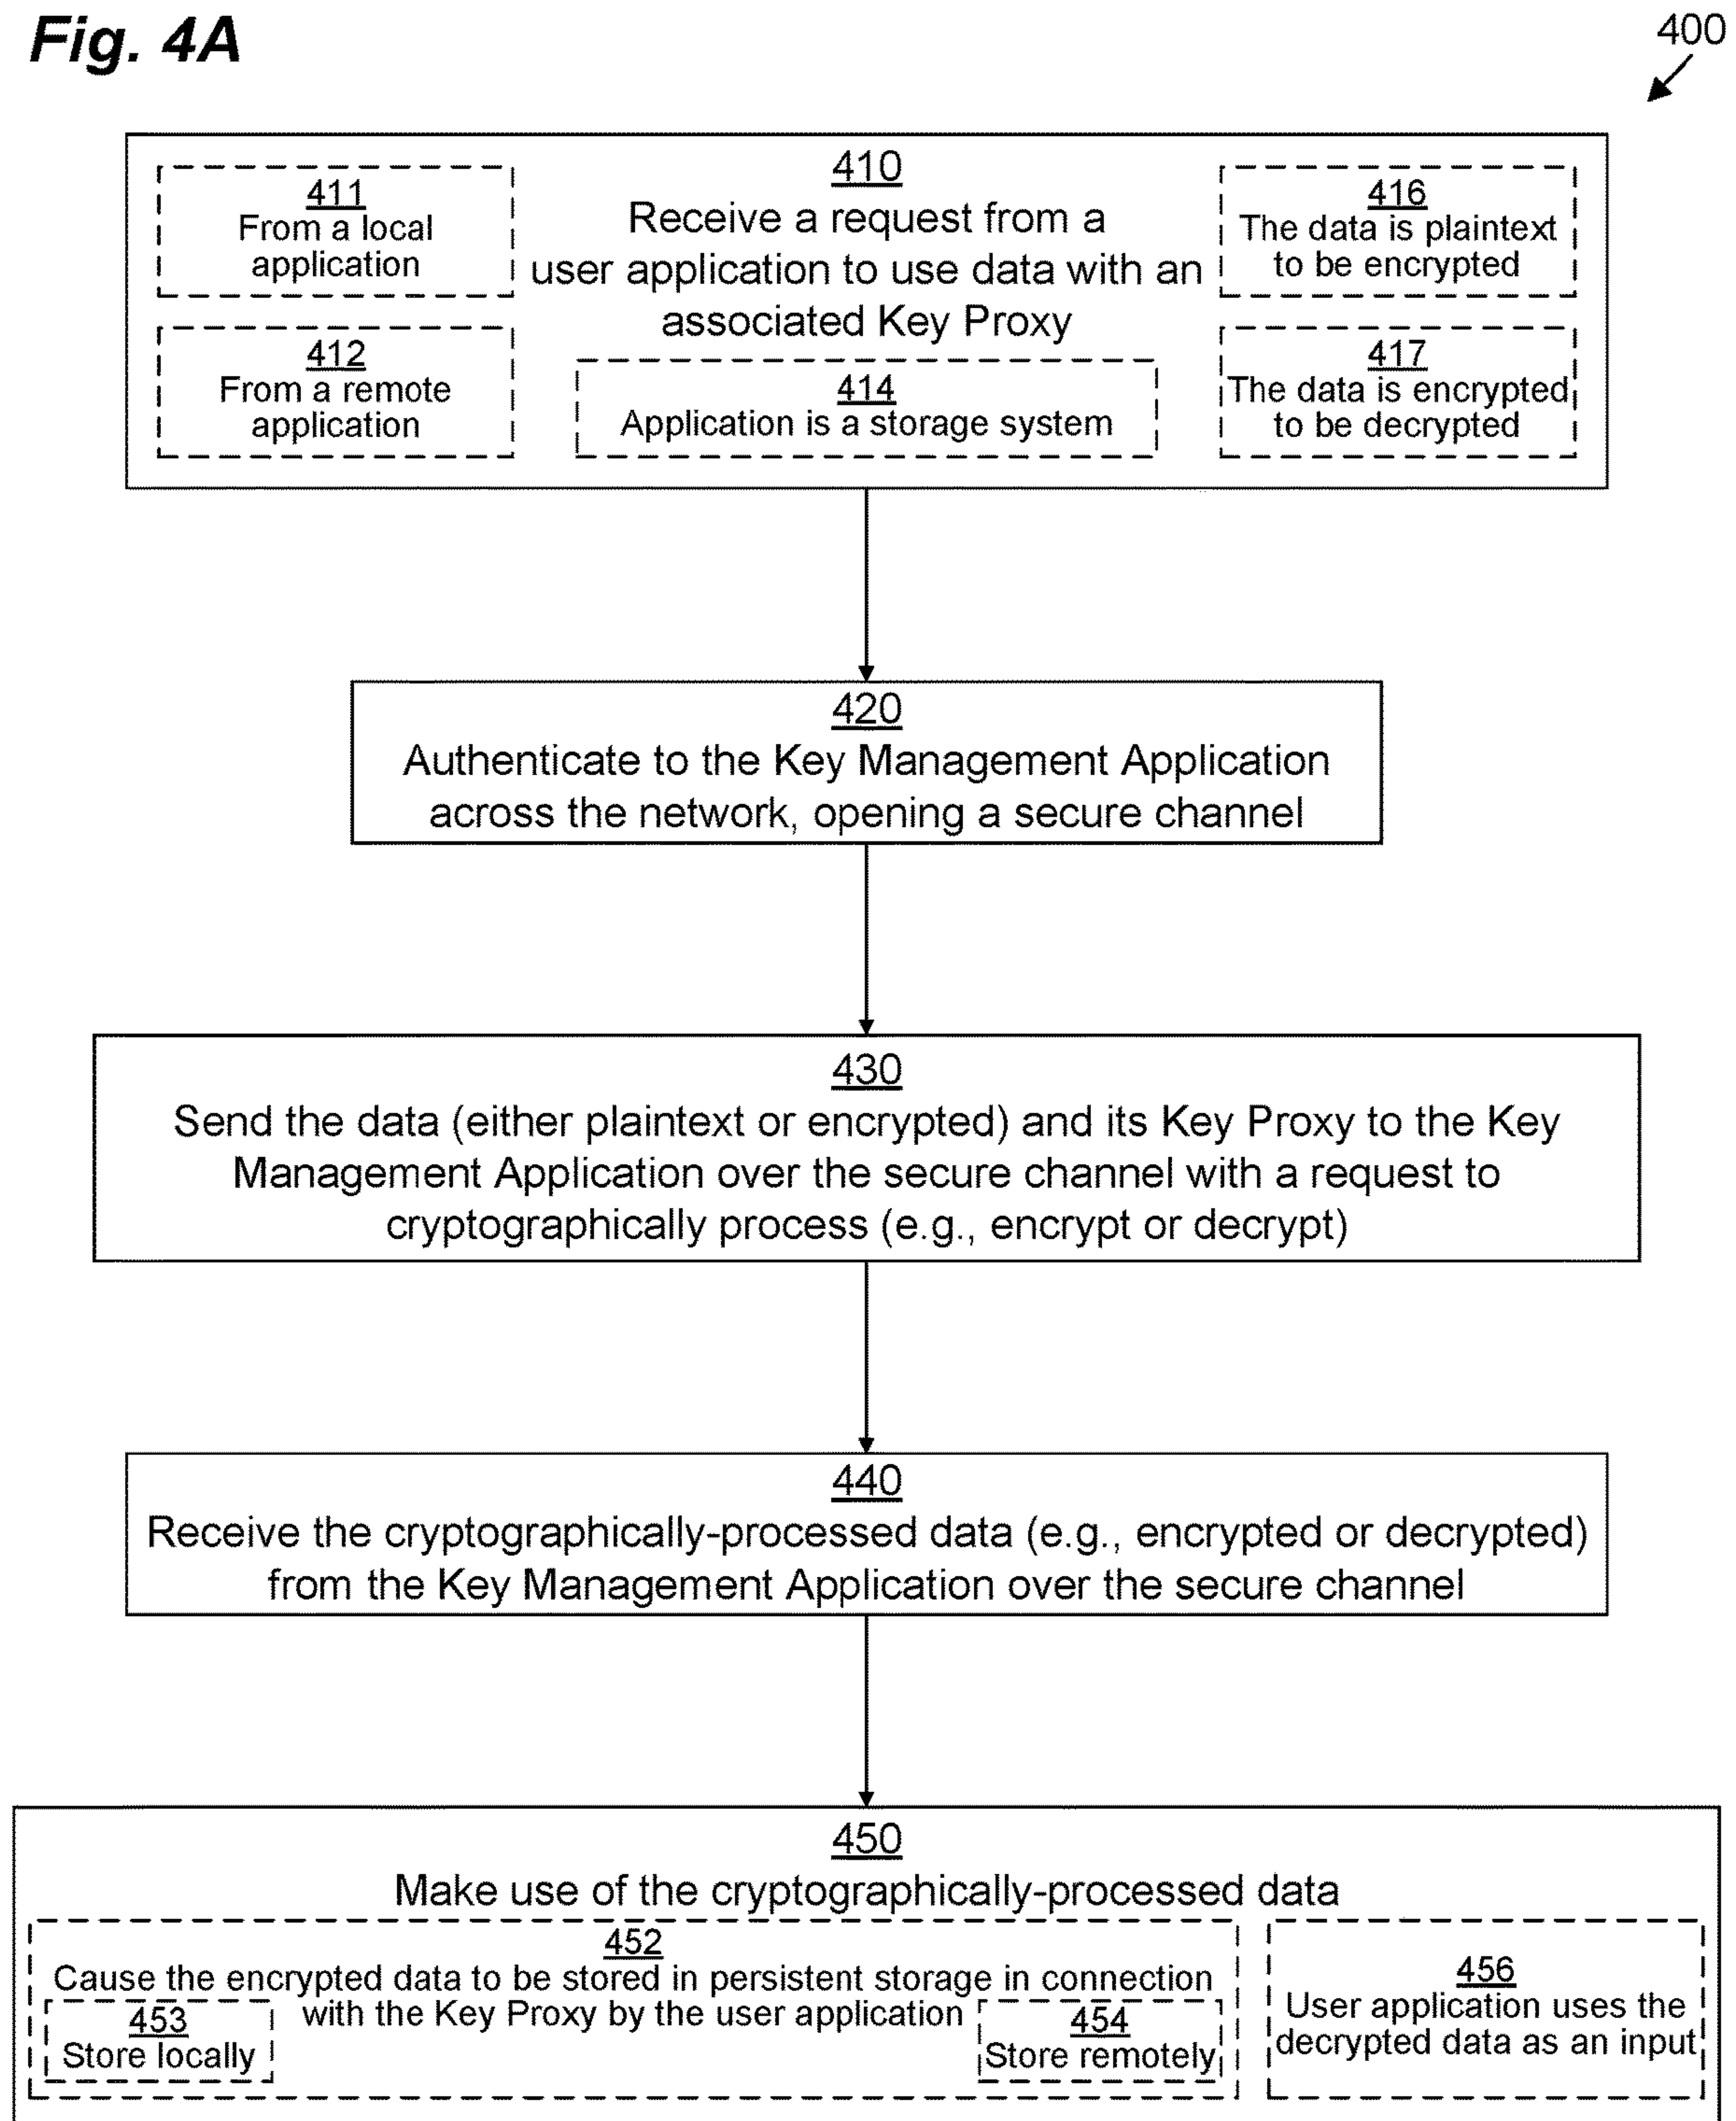 Fig. 4A
400
410
Receive a request from a
user application to use data with an
associated Key Proxy
411
From a local
application
412
From a remote
application
414
Application is a storage system
416
The data is plaintext
to be encrypted
417
The data is encrypted
to be decrypted
420
Authenticate to the Key Management Application
across the network, opening a secure channel
430
Send the data (either plaintext or encrypted) and its Key Proxy to the Key
Management Application over the secure channel with a request to
cryptographically process (e.g., encrypt or decrypt)
440
Receive the cryptographically-processed data (e.g., encrypted or decrypted)
from the Key Management Application over the secure channel
450
Make use of the cryptographically-processed data
452
Cause the encrypted data to be stored in persistent storage in connection
with the Key Proxy by the user application
453
Store locally
454
Store remotely
456
User application uses the
decrypted data as an input